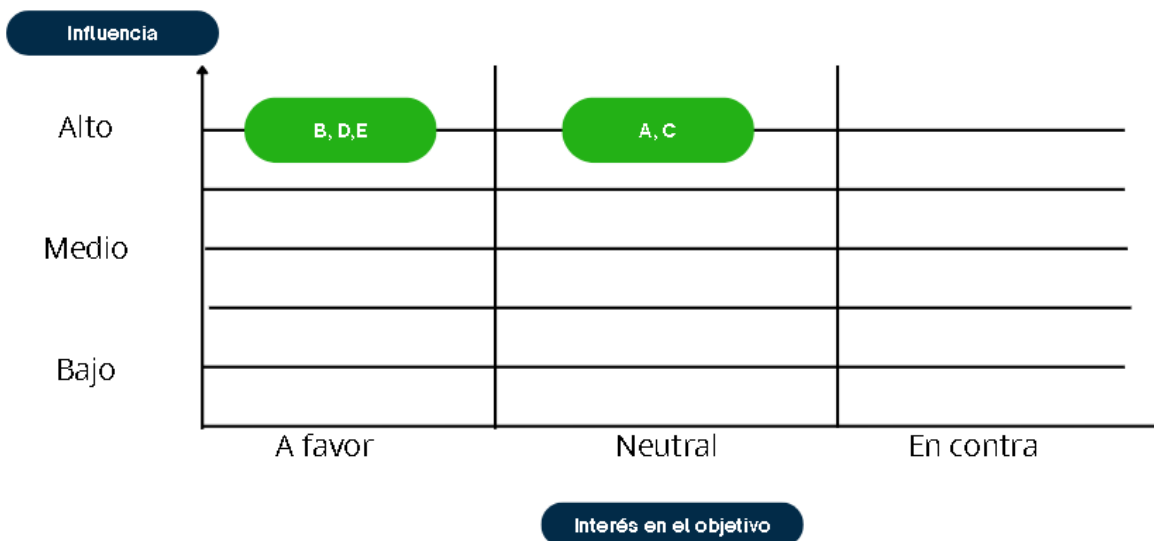 Influencia
Alto
B, D,E
A, C
Medio
Bajo
A favor
Neutral
En contra
Interés en el objetivo